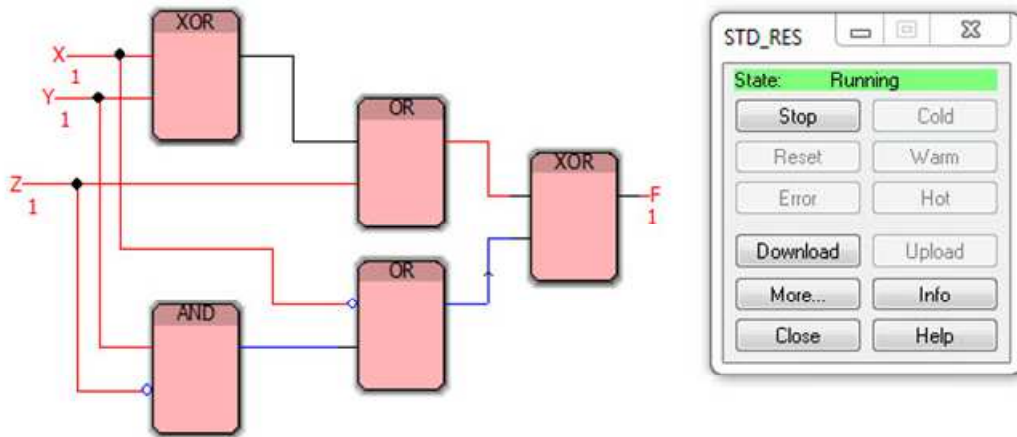 XOR
X
1
Y
1
OR
XOR
Z
1
F
1
OR
AND
STD_RES
State: Running
Stop Cold
Reset Warm
Error Hot
Download Upload
More... Info
Close Help